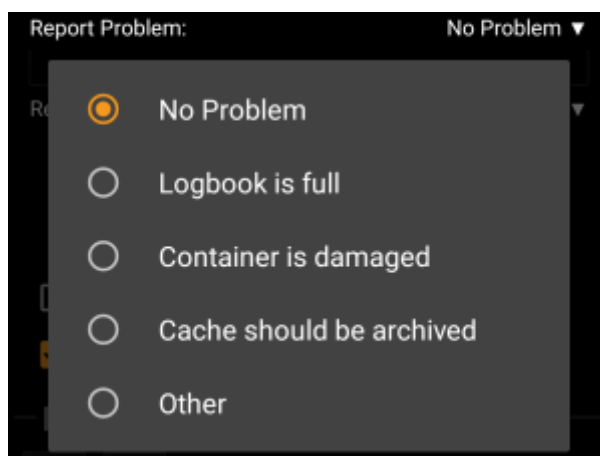 Report Problem:
No Problem ▼
No Problem
Logbook is full
Container is damaged
Cache should be archived
Other